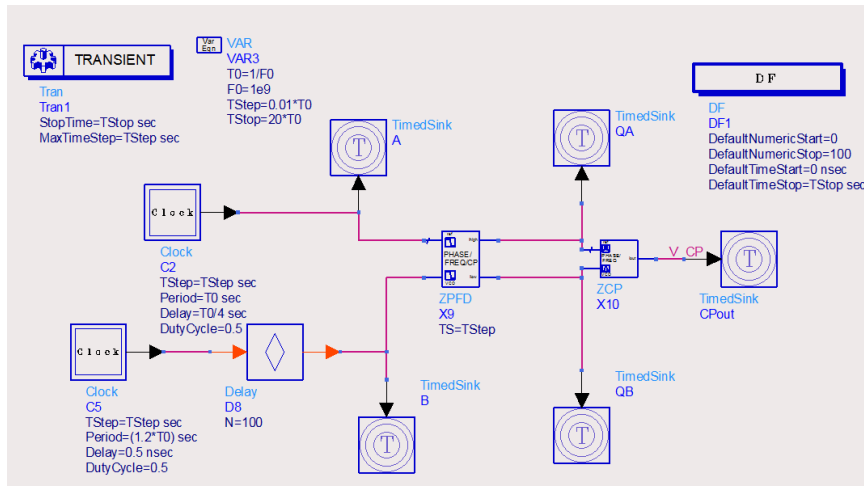 TRANSIENT
Tran
Tran1
StopTime=TStop sec
MaxTimeStep=TStep sec
Var
Eqn
VAR
VAR3
T0=1/F0
F0=1e9
TStep=0.01*T0
TStop=20*T0
T
TimedSink
A
T
TimedSink
QA
DF
DF
DF1
DefaultNumericStart=0
DefaultNumericStop=100
DefaultTimeStart=0 nsec
DefaultTimeStop=TStop sec
Clock
Clock
C2
TStep=TStep sec
Period=T0 sec
Delay=T0/4 sec
DutyCycle=0.5
PHASE/
FREQ/CP
ZPFD
X9
TS=TStep
ZCP
X10
V_CP
T
TimedSink
CPout
Clock
Clock
C5
TStep=TStep sec
Period=(1.2*T0) sec
Delay=0.5 nsec
DutyCycle=0.5
Delay
D8
N=100
TimedSink
B
T
TimedSink
QB
T